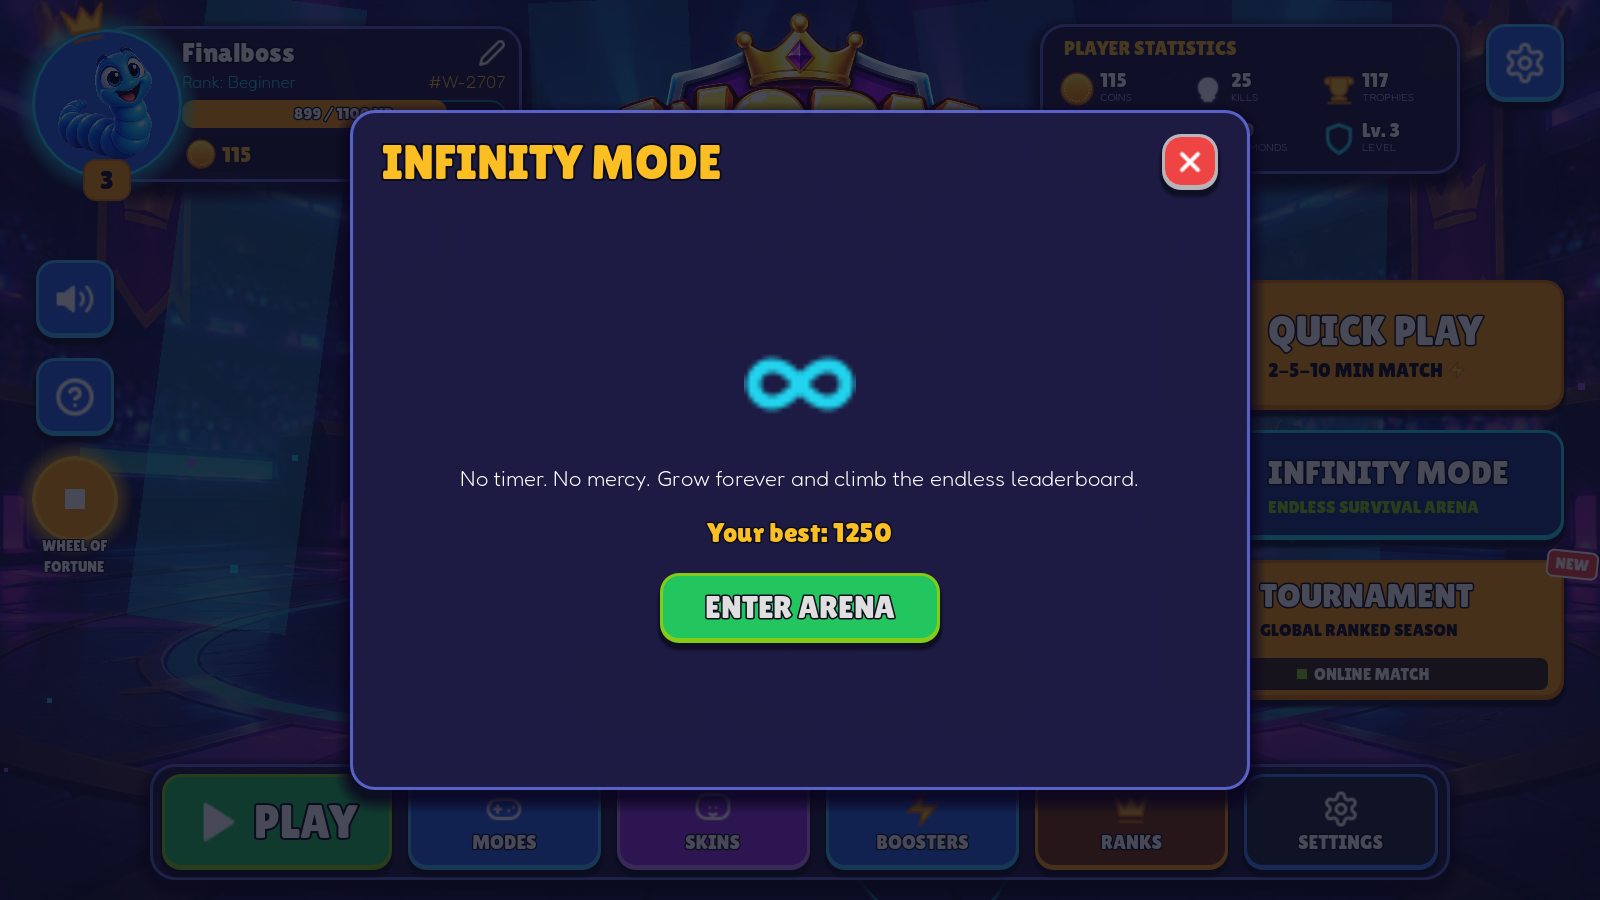 Finalboss
Rank: Beginner
#W-2707
899 / 1100
115
3
PLAYER STATISTICS
115
COINS
25
KILLS
117
TROPHIES
Lv. 3
LEVEL
INFINITY MODE
No timer. No mercy. Grow forever and climb the endless leaderboard.
Your best: 1250
ENTER ARENA
WHEEL OF
FORTUNE
QUICK PLAY
2-5-10 MIN MATCH
INFINITY MODE
ENDLESS SURVIVAL ARENA
NEW
TOURNAMENT
GLOBAL RANKED SEASON
ONLINE MATCH
PLAY
MODES
SKINS
BOOSTERS
RANKS
SETTINGS